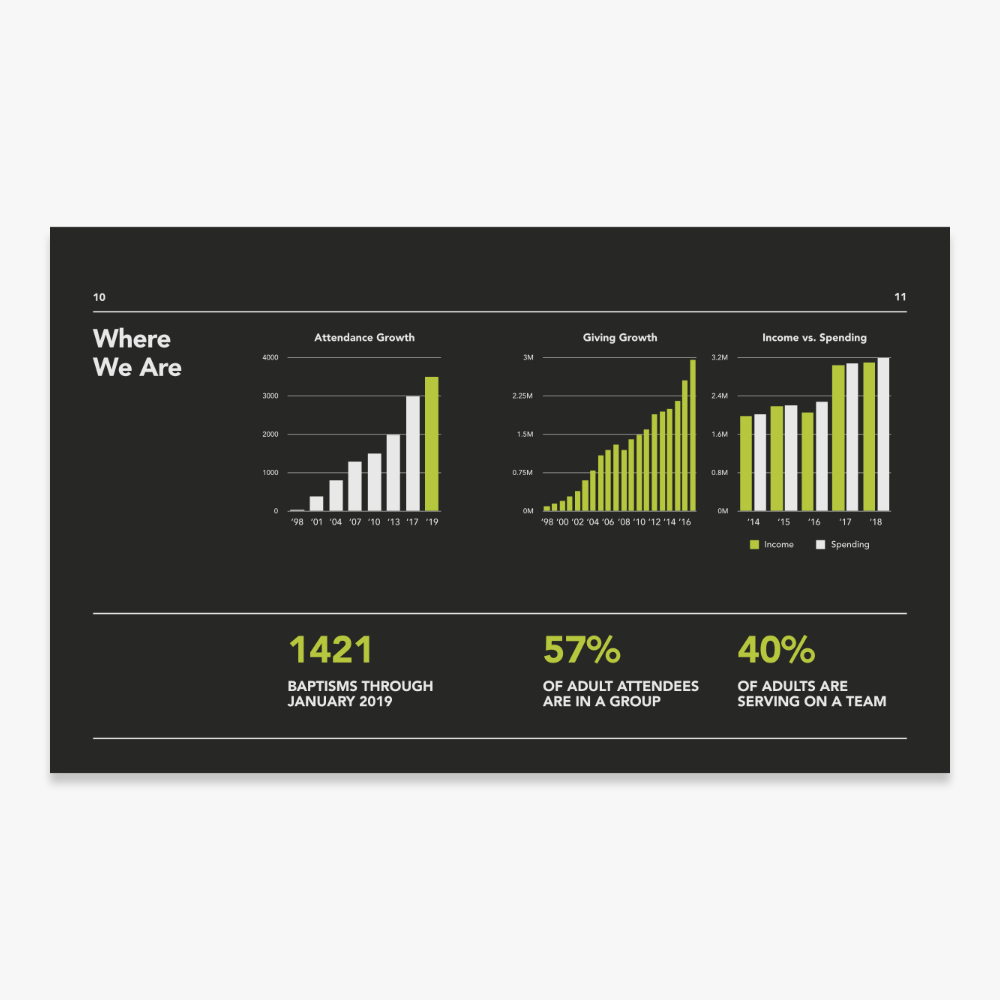 10
11
Where
We Are
Attendance Growth
4000
3000
2000
1000
0
'98 '01 '04 '07 '10 '13 '17 '19
Giving Growth
3M
2.25M
1.5M
0.75M
0M
'98 '00 '02 '04 '06 '08 '10 '12 '14 '16
Income vs. Spending
3.2M
2.4M
1.6M
0.8M
0M
'14 '15 '16 '17 '18
Income Spending
1421
BAPTISMS THROUGH
JANUARY 2019
57%
OF ADULT ATTENDEES
ARE IN A GROUP
40%
OF ADULTS ARE
SERVING ON A TEAM